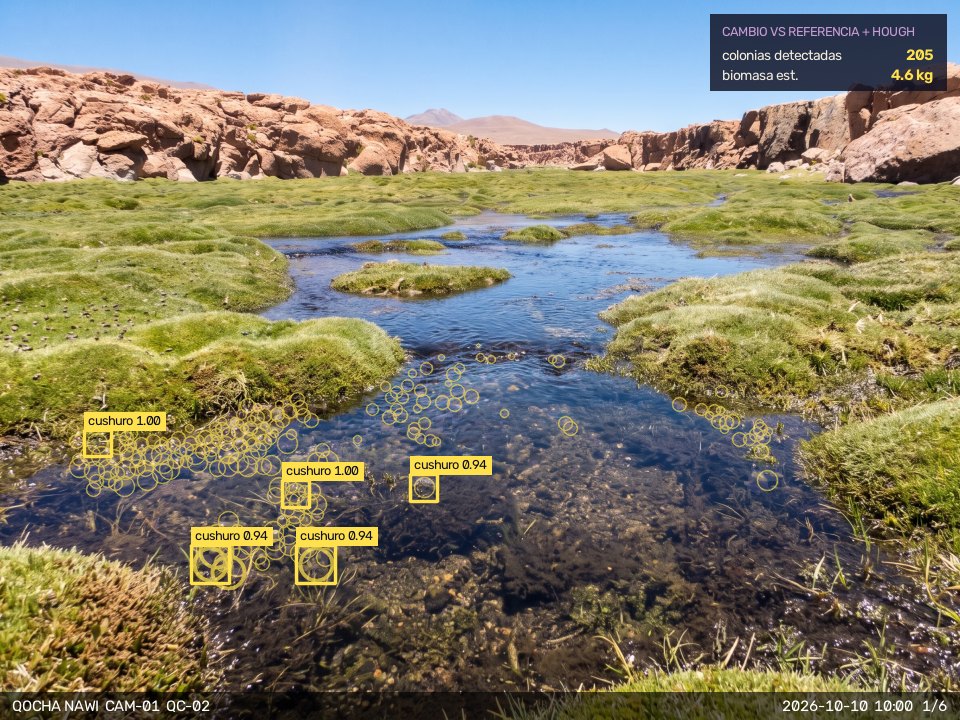 CAMBIO VS REFERENCIA + HOUGH
colonias detectadas 205
biomasa est. 4.6 kg
cushuro 1.00
cushuro 1.00
cushuro 0.94
cushuro 0.94
cushuro 0.94
QOCHA NAWI CAM-01 QC-02
2026-10-10 10:00 1/6